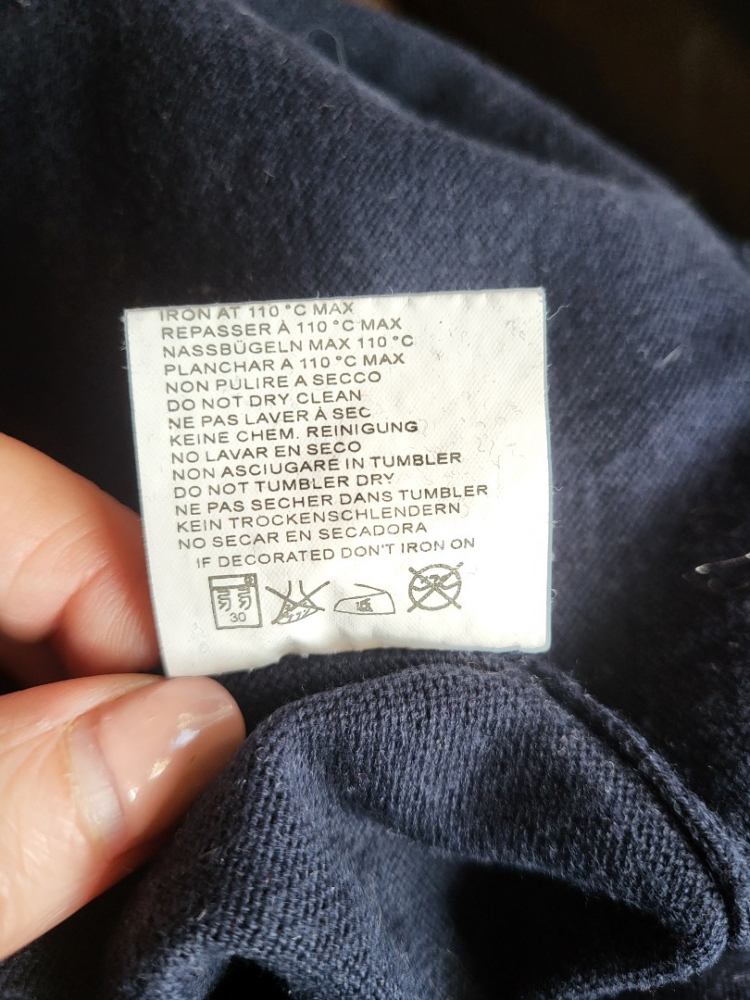 IRON AT 110 °C MAX
REPASSER À 110 °C MAX
NASSBÜGELN MAX 110 °C
PLANCHAR A 110 °C MAX
NON PULIRE A SECCO
DO NOT DRY CLEAN
NE PAS LAVER À SEC
KEINE CHEM. REINIGUNG
NO LAVAR EN SECO
NON ASCIUGARE IN TUMBLER
DO NOT TUMBLER DRY
NE PAS SECHER DANS TUMBLER
KEIN TROCKENSCHLENDERN
NO SECAR EN SECADORA
IF DECORATED DON'T IRON ON
30